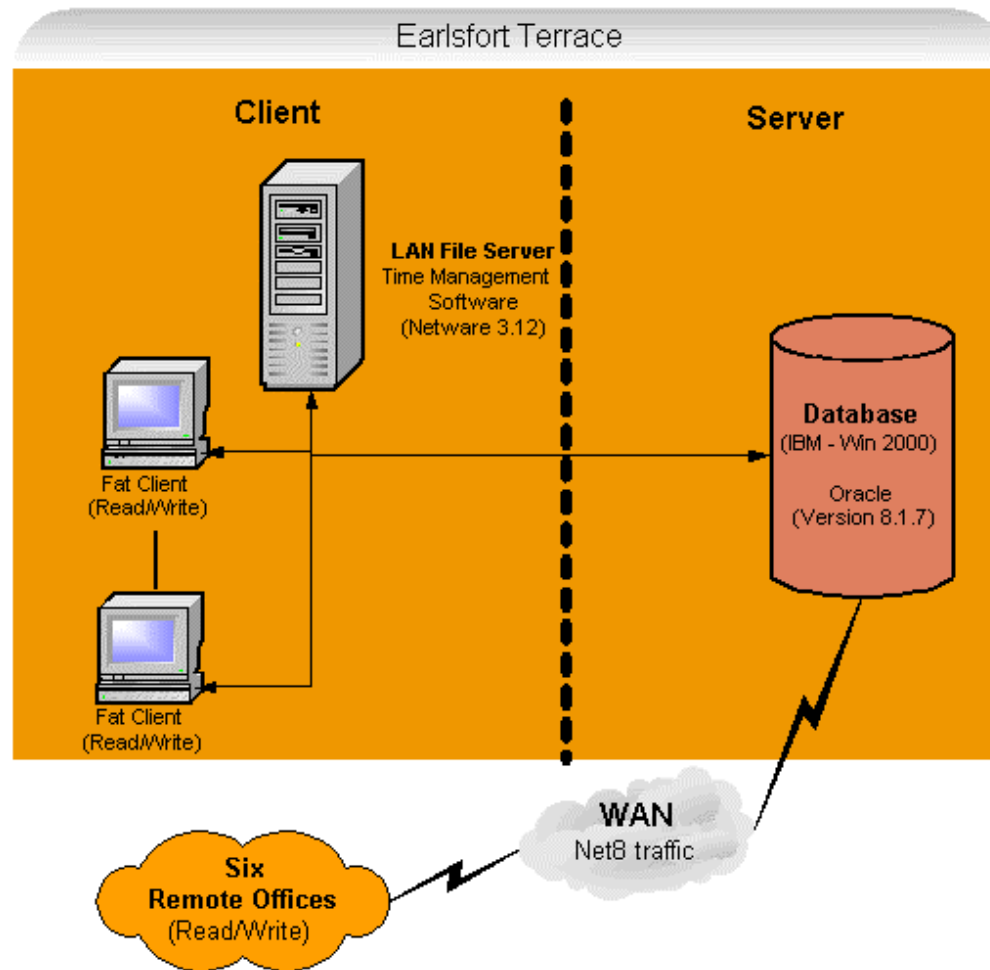 Earlsfort Terrace
Client
Server
LAN File Server
Time Management
Software
(Netware 3.12)
Fat Client
(Read/Write)
Database
(IBM - Win 2000)
Oracle
(Version 8.1.7)
Fat Client
(Read/Write)
WAN
Net8 traffic
Six
Remote Offices
(Read/Write)